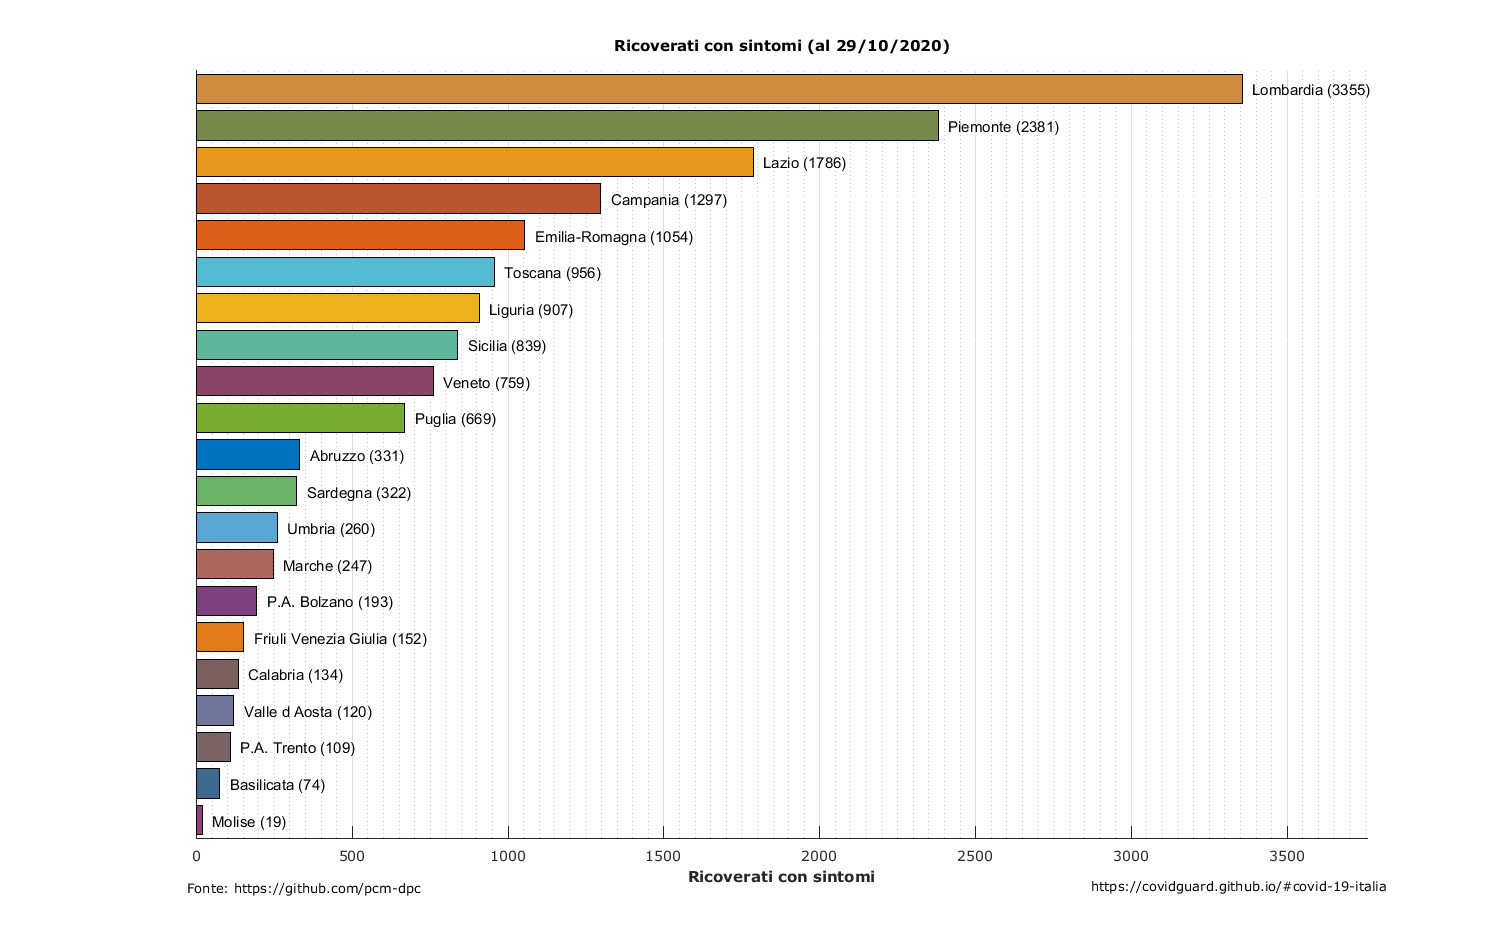 Ricoverati con sintomi (al 29/10/2020)
Lombardia (3355)
Piemonte (2381)
Lazio (1786)
Campania (1297)
Emilia-Romagna (1054)
Toscana (956)
Liguria (907)
Sicilia (839)
Veneto (759)
Puglia (669)
Abruzzo (331)
Sardegna (322)
Umbria (260)
Marche (247)
P.A. Bolzano (193)
Friuli Venezia Giulia (152)
Calabria (134)
Valle d Aosta (120)
P.A. Trento (109)
Basilicata (74)
Molise (19)
0 500 1000 1500 2000 2500 3000 3500
Ricoverati con sintomi
Fonte: https://github.com/pcm-dpc
https://covidguard.github.io/#covid-19-italia